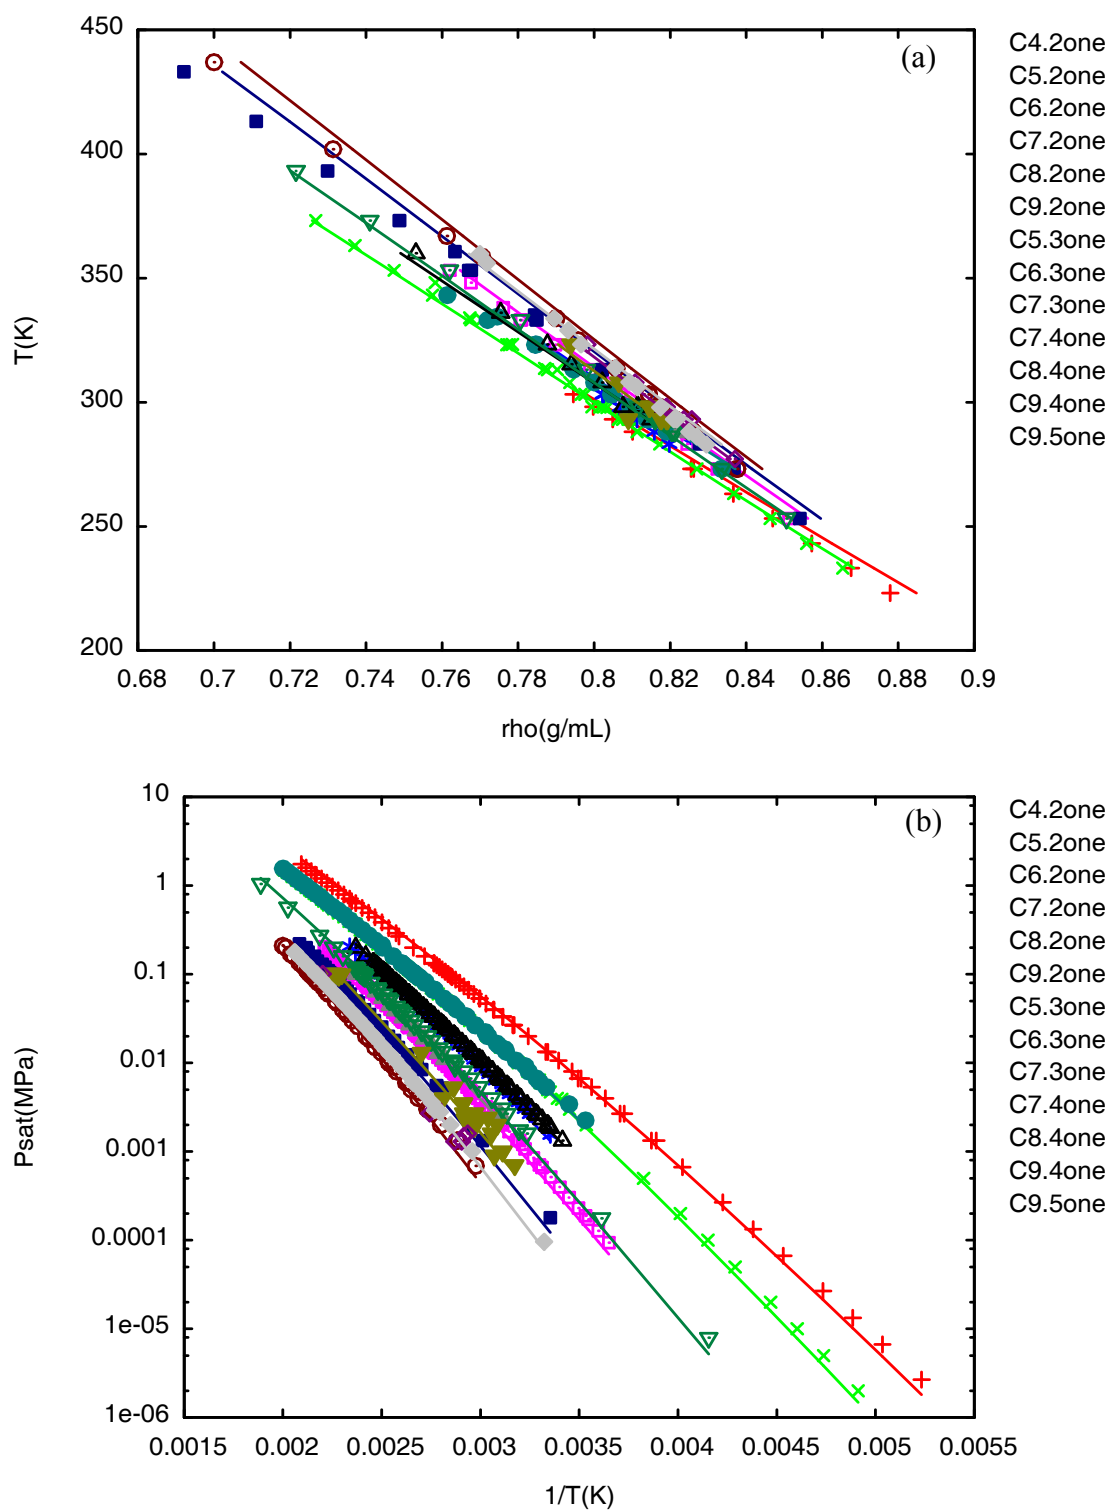 450
400
350
300
250
200
T(K)
(a)
0.68 0.7 0.72 0.74 0.76 0.78 0.8 0.82 0.84 0.86 0.88 0.9
rho(g/mL)
C4.2one
C5.2one
C6.2one
C7.2one
C8.2one
C9.2one
C5.3one
C6.3one
C7.3one
C7.4one
C8.4one
C9.4one
C9.5one
10
1
0.1
0.01
0.001
0.0001
1e-05
1e-06
Psat(MPa)
(b)
0.0015 0.002 0.0025 0.003 0.0035 0.004 0.0045 0.005 0.0055
1/T(K)
C4.2one
C5.2one
C6.2one
C7.2one
C8.2one
C9.2one
C5.3one
C6.3one
C7.3one
C7.4one
C8.4one
C9.4one
C9.5one